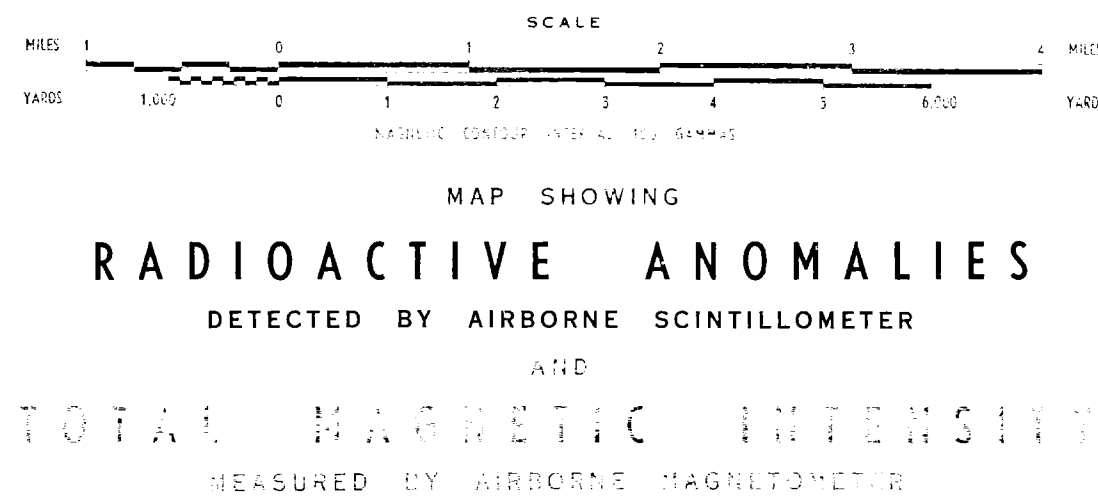 SCALE
MILES 1 0 1 2 3 4 MILES
YARDS 1,000 0 1 2 3 4 5 6,000 YARD
MAGNETIC CONTOUR INTERVAL 100 GAMMAS
MAP SHOWING
RADIOACTIVE ANOMALIES
DETECTED BY AIRBORNE SCINTILLOMETER
AND
TOTAL MAGNETIC INTENSITY
MEASURED BY AIRBORNE MAGNETOMETER